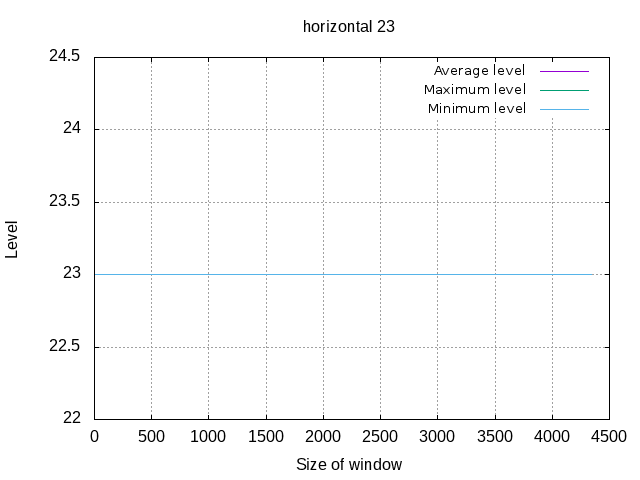 horizontal 23
24.5
24
23.5
23
22.5
22
Level
Average level
Maximum level
Minimum level
0 500 1000 1500 2000 2500 3000 3500 4000 4500
Size of window